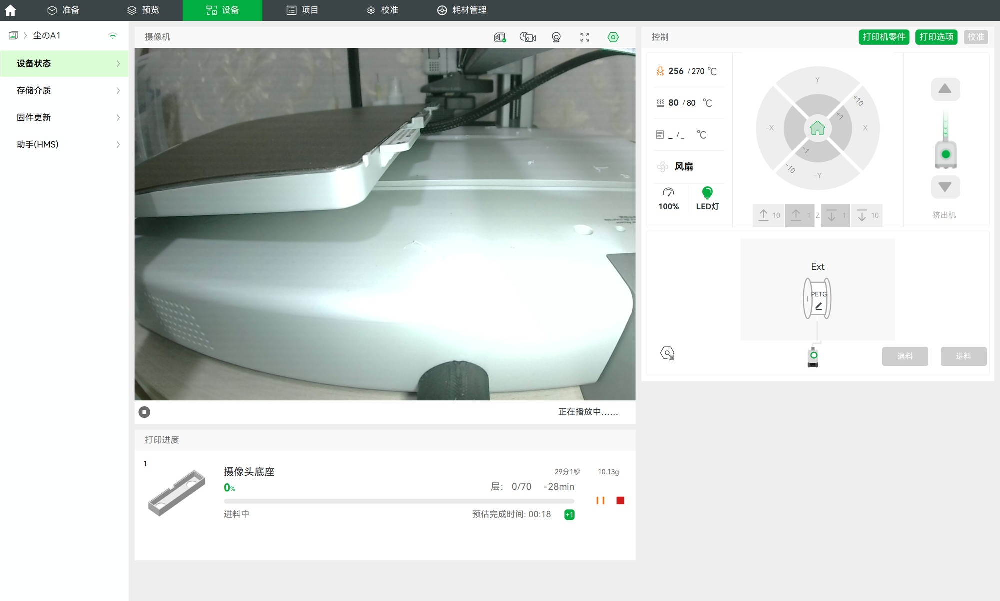 准备
预览
设备
项目
校准
耗材管理
尘のA1
设备状态
存储介质
固件更新
助手(HMS)
摄像机
正在播放中……
打印进度
1
摄像头底座
29分1秒
10.13g
0%
层： 0/70 -28min
进料中
预估完成时间: 00:18
+1
控制
打印机零件
打印选项
校准
256 /270 ℃
80 /80 ℃
_ /_ ℃
风扇
100%
LED灯
Y
+10
+1
-X
X
-1
-10
-Y
10
1
Z
1
10
挤出机
Ext
PETG
退料
进料